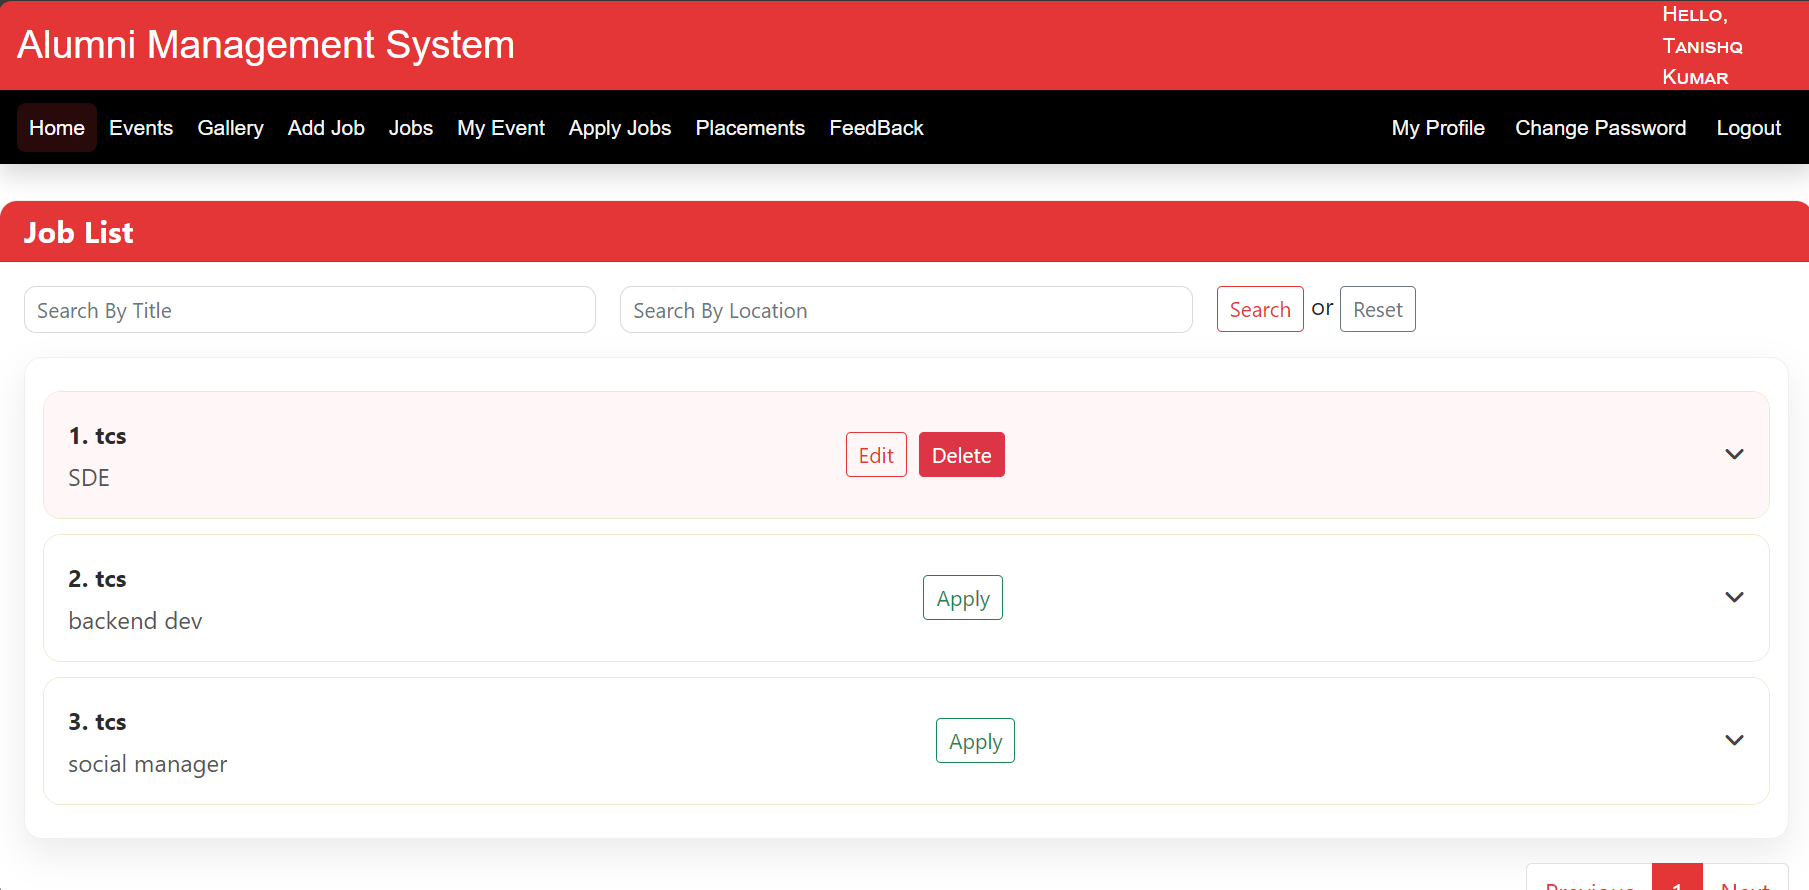 Alumni Management System
Hello,
Tanishq
Kumar
Home Events Gallery Add Job Jobs My Event Apply Jobs Placements FeedBack My Profile Change Password Logout
Job List
Search By Title Search By Location Search or Reset
1. tcs
SDE
Edit Delete
2. tcs
backend dev
Apply
3. tcs
social manager
Apply
Previous 1 Next